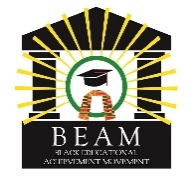 BEAM
BLACK EDUCATIONAL
ACHIEVEMENT MOVEMENT